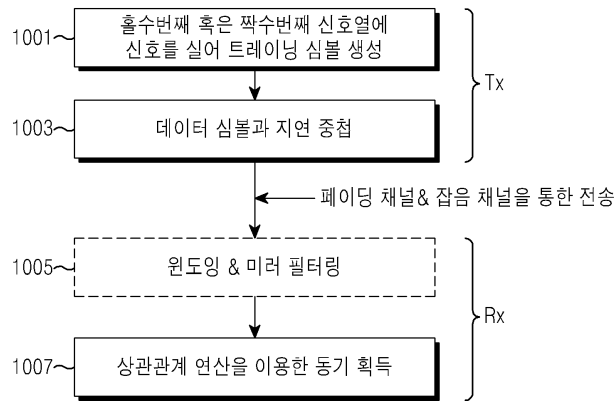 1001
홀수번째 혹은 짝수번째 신호열에
신호를 실어 트레이닝 심볼 생성
Tx
1003
데이터 심볼과 지연 중첩
페이딩 채널& 잡음 채널을 통한 전송
1005
윈도잉 & 미러 필터링
Rx
1007
상관관계 연산을 이용한 동기 획득